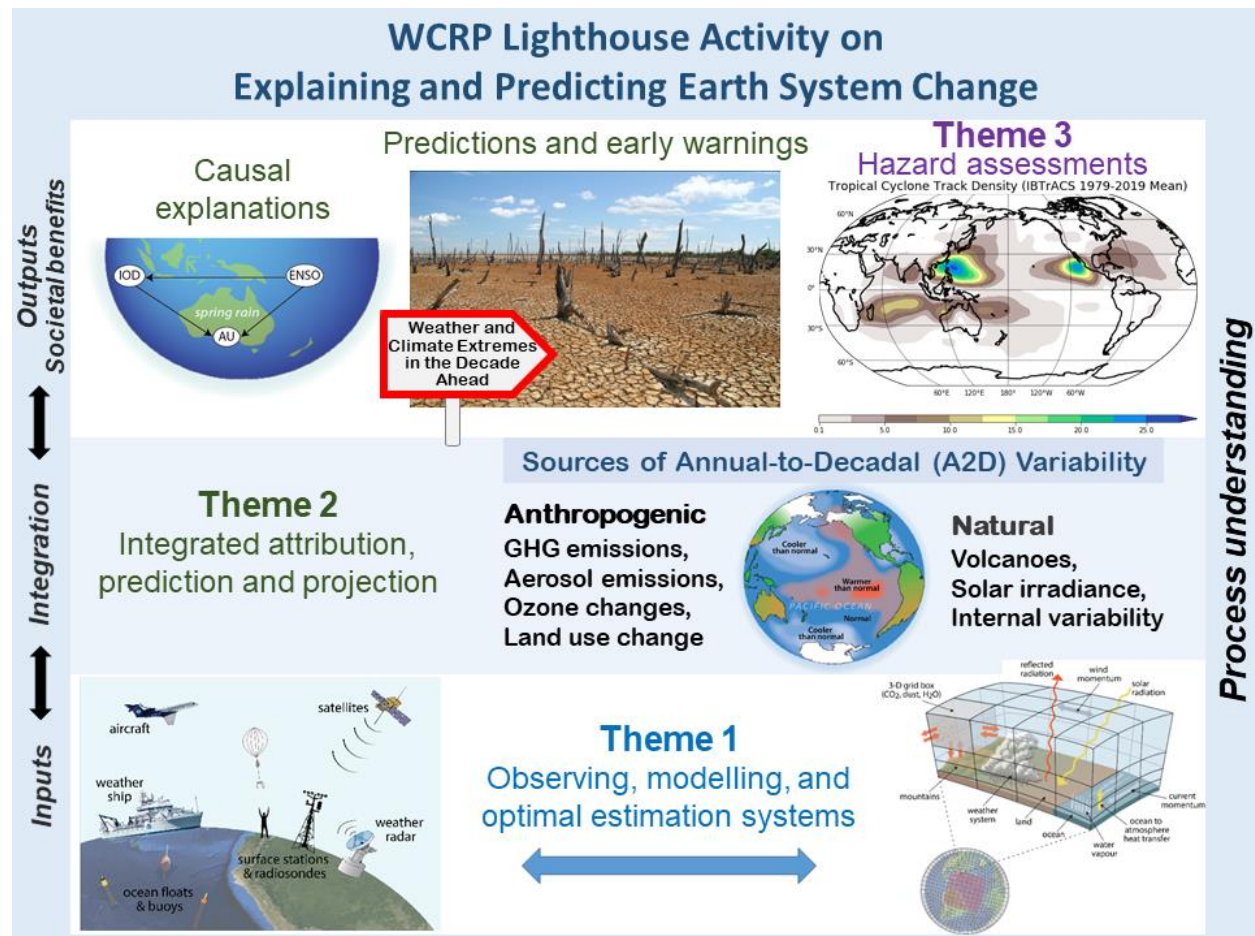 WCRP Lighthouse Activity on
Explaining and Predicting Earth System Change
Outputs
Societal benefits
Integration
Inputs
Process understanding
Causal
explanations
IOD
ENSO
spring rain
AU
Predictions and early warnings
Weather and
Climate Extremes
in the Decade
Ahead
Theme 3
Hazard assessments
Tropical Cyclone Track Density (IBTrACS 1979-2019 Mean)
60°N
30°N
0°
30°S
60°S
60°E 120°E 180° 120°W 60°W
0.1 5.0 10.0 15.0 20.0 25.0
Theme 2
Integrated attribution,
prediction and projection
Sources of Annual-to-Decadal (A2D) Variability
Anthropogenic
GHG emissions,
Aerosol emissions,
Ozone changes,
Land use change
Cooler
than normal
Warmer
than normal
PACIFIC OCEAN
Normal
Cooler
than normal
Natural
Volcanoes,
Solar irradiance,
Internal variability
aircraft
satellites
weather
ship
weather
radar
surface stations
& radiosondes
ocean floats
& buoys
Theme 1
Observing, modelling, and
optimal estimation systems
3-D grid box
(CO₂, dust, H₂O)
reflected
radiation
wind
momentum
solar
radiation
mountains
weather
system
land
ocean
water
vapour
current
momentum
ocean to
atmosphere
heat transfer